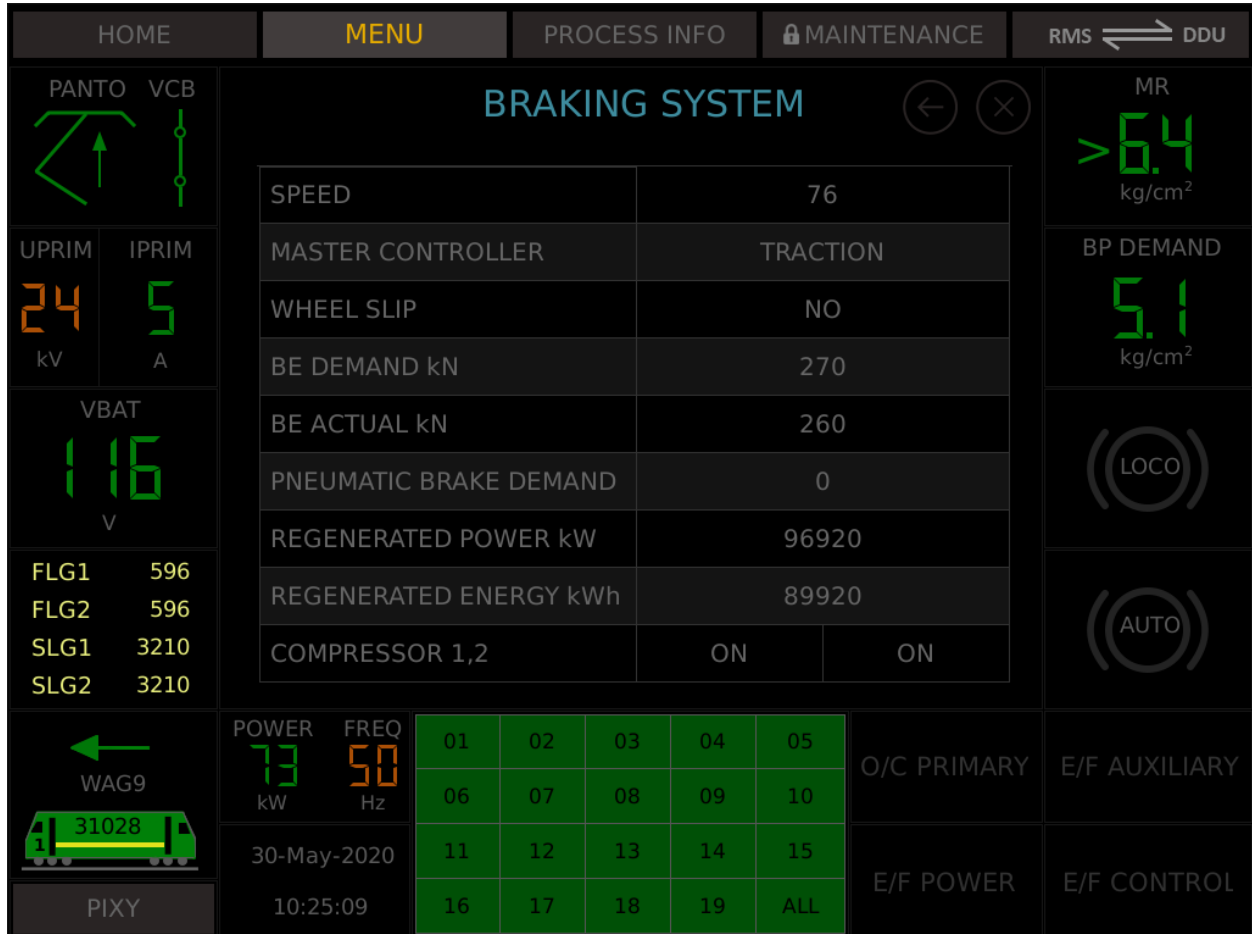 HOME MENU PROCESS INFO MAINTENANCE RMS DDU
PANTO VCB
UPRIM IPRIM
24 5
kV A
VBAT
116
V
FLG1 596
FLG2 596
SLG1 3210
SLG2 3210
WAG9
31028
1
PIXY
BRAKING SYSTEM
SPEED 76
MASTER CONTROLLER TRACTION
WHEEL SLIP NO
BE DEMAND kN 270
BE ACTUAL kN 260
PNEUMATIC BRAKE DEMAND 0
REGENERATED POWER kW 96920
REGENERATED ENERGY kWh 89920
COMPRESSOR 1,2 ON ON
MR
>6.4
kg/cm²
BP DEMAND
5.1
kg/cm²
LOCO
AUTO
POWER FREQ
73 50
kW Hz
30-May-2020
10:25:09
01 02 03 04 05
06 07 08 09 10
11 12 13 14 15
16 17 18 19 ALL
O/C PRIMARY E/F AUXILIARY
E/F POWER E/F CONTROL